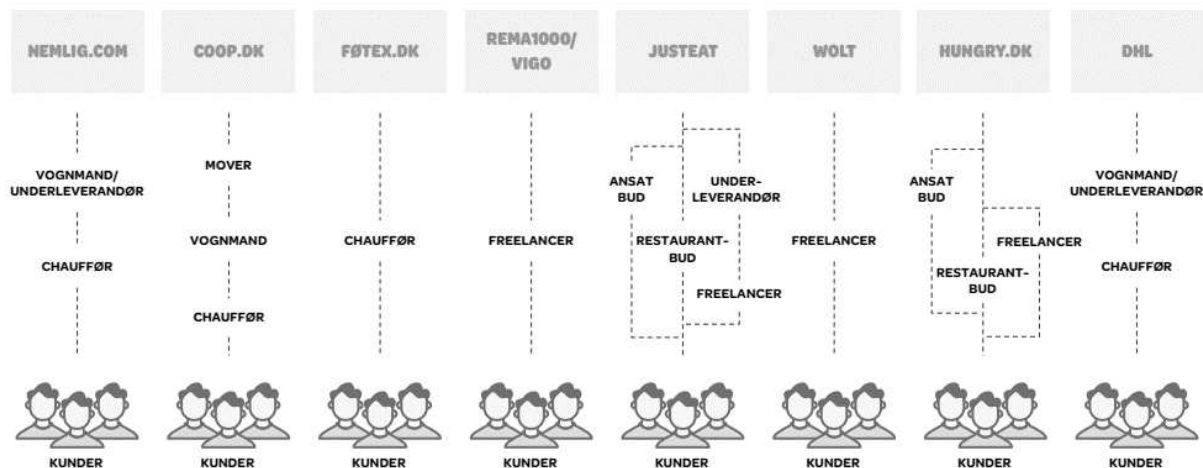 NEMLIG.COM
COOP.DK
FØTEX.DK
REMA1000/
VIGO
JUSTEAT
WOLT
HUNGRY.DK
DHL
VOGNMAND/
UNDERLEVERANDØR
CHAUFFØR
MOVER
VOGNMAND
CHAUFFØR
CHAUFFØR
FREELANCER
ANSAT
BUD
UNDER-
LEVERANDØR
RESTAURANT-
BUD
FREELANCER
FREELANCER
ANSAT
BUD
FREELANCER
RESTAURANT-
BUD
VOGNMAND/
UNDERLEVERANDØR
CHAUFFØR
KUNDER
KUNDER
KUNDER
KUNDER
KUNDER
KUNDER
KUNDER
KUNDER